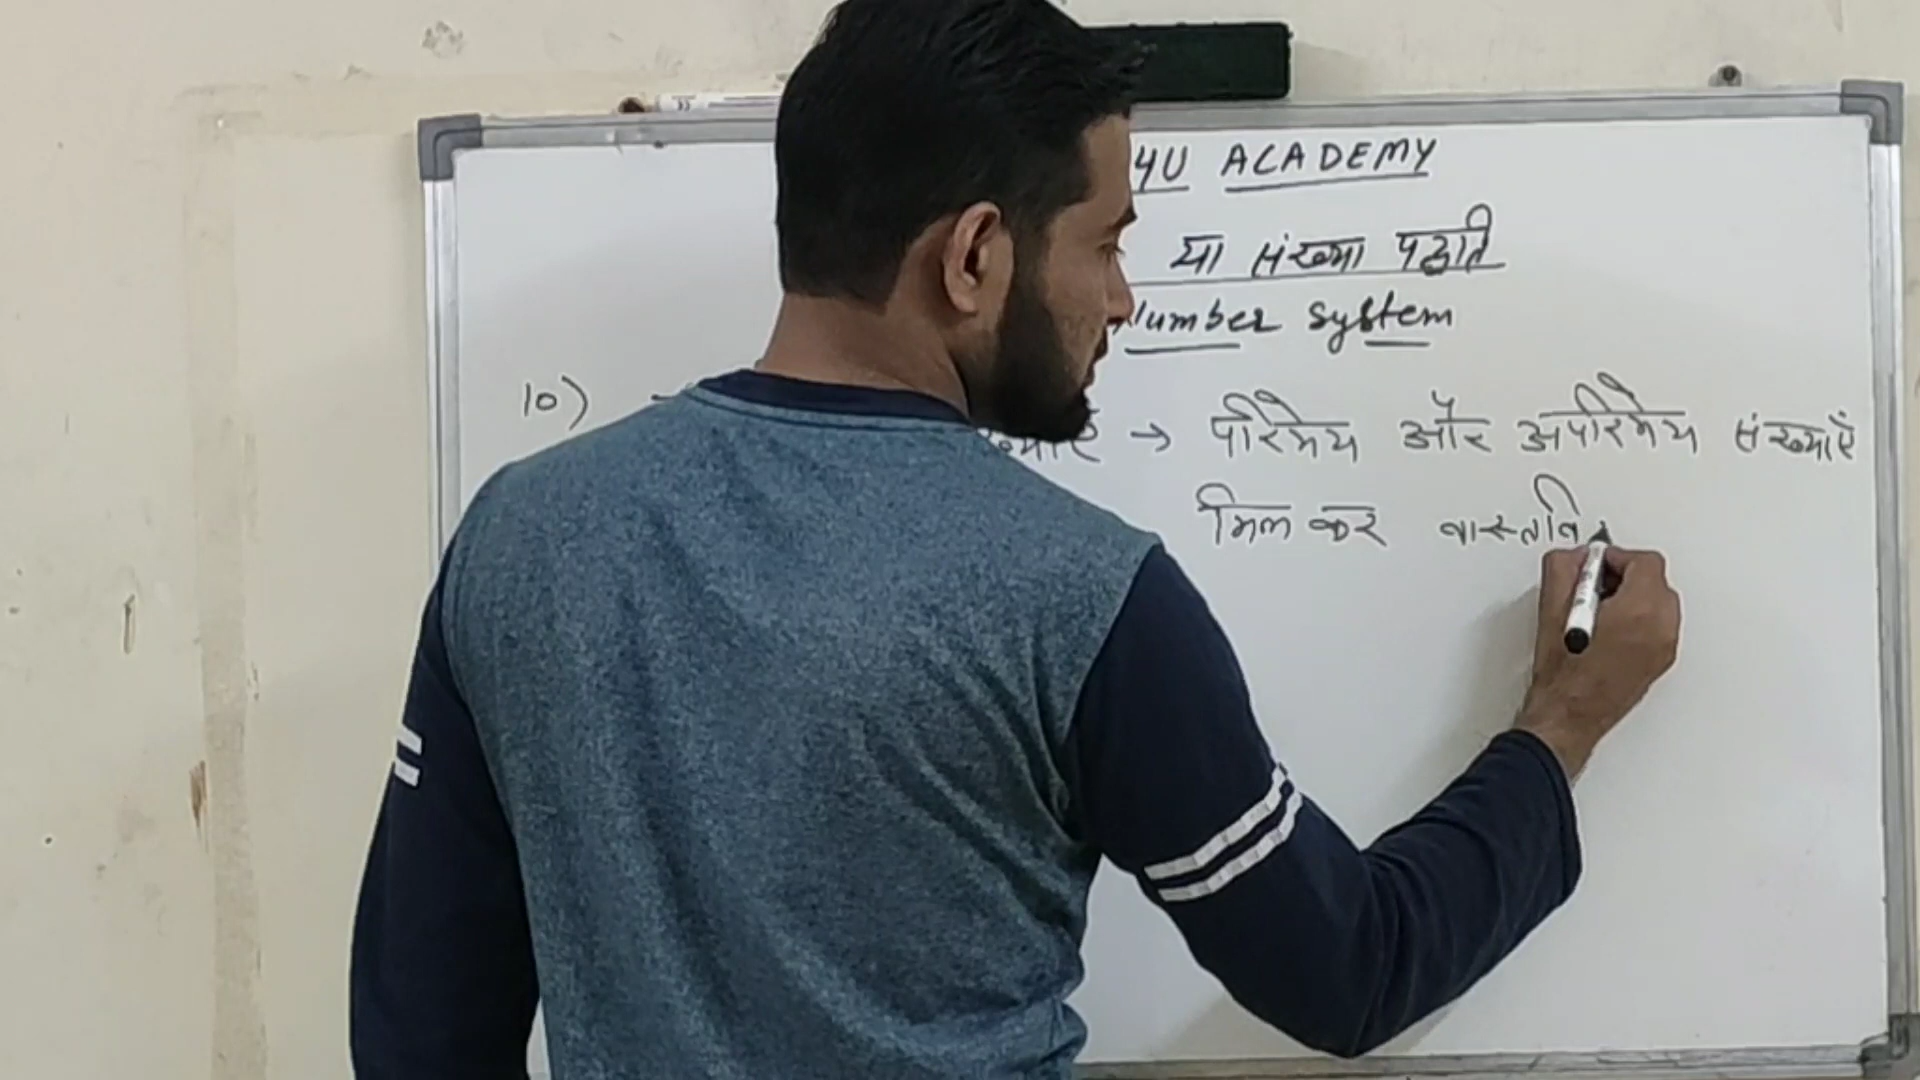 4U ACADEMY
या संख्या पद्धति
Number System
10) → परिमेय और अपरिमेय संख्याएँ
मिल कर वास्तवि